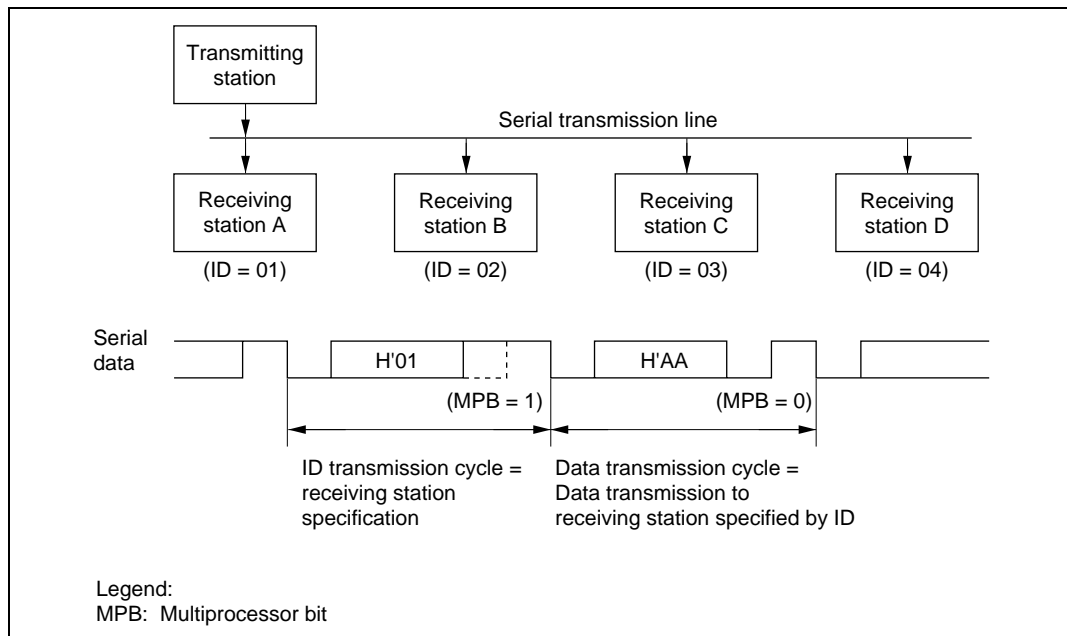 Transmitting
station
Serial transmission line
Receiving
station A
Receiving
station B
Receiving
station C
Receiving
station D
(ID = 01)
(ID = 02)
(ID = 03)
(ID = 04)
Serial
data
H'01
H'AA
(MPB = 1)
(MPB = 0)
ID transmission cycle =
receiving station
specification
Data transmission cycle =
Data transmission to
receiving station specified by ID
Legend:
MPB: Multiprocessor bit